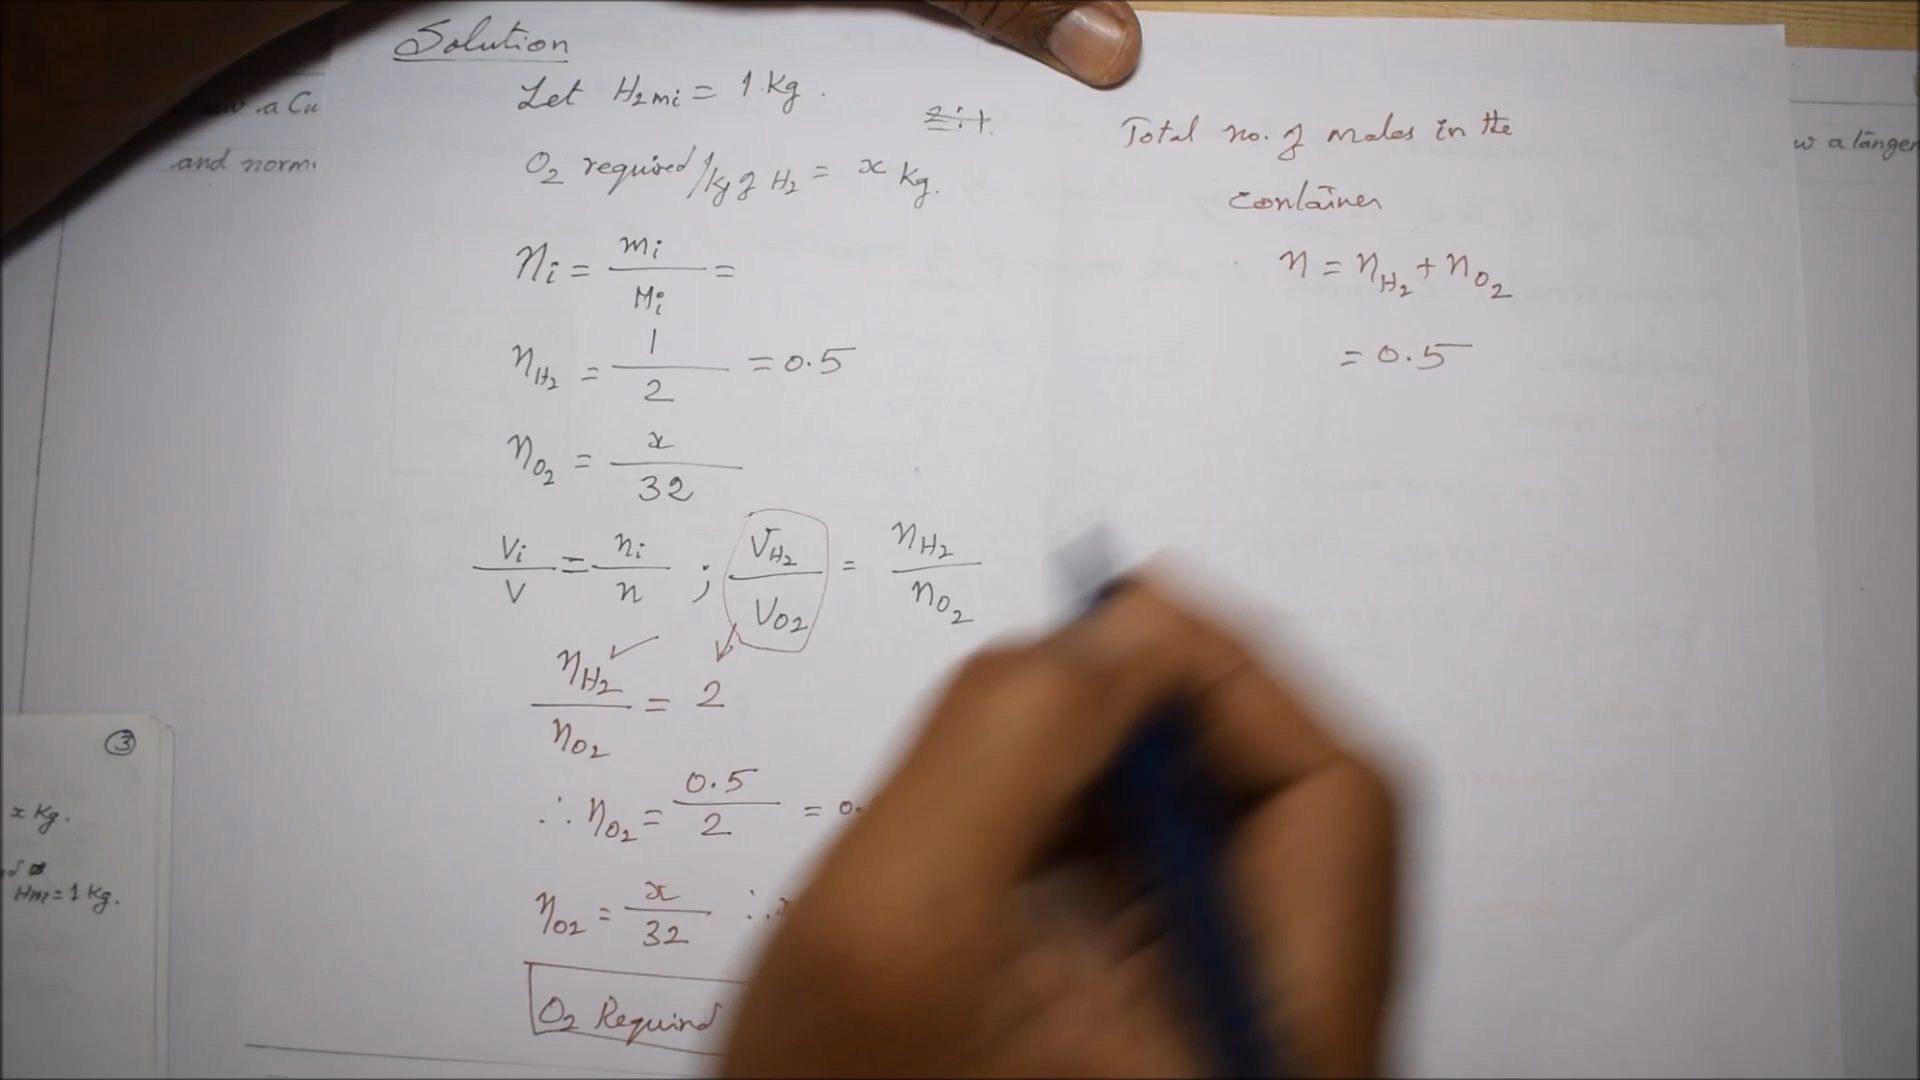 Solution
Let H2mi = 1 Kg.
O2 required/kg of H2 = x Kg.
ni = mi/Mi =
nH2 = 1/2 = 0.5
nO2 = x/32
Vi/V = ni/n ; VH2/VO2 = nH2/nO2
nH2/nO2 = 2
∴ nO2 = 0.5/2 = 0.
nO2 = x/32 ∴ x
O2 Required
Total no. of moles in the
container
n = nH2 + nO2
= 0.5
a Cu
and norm
w a larger
3
x Kg.
Hm = 1 Kg.